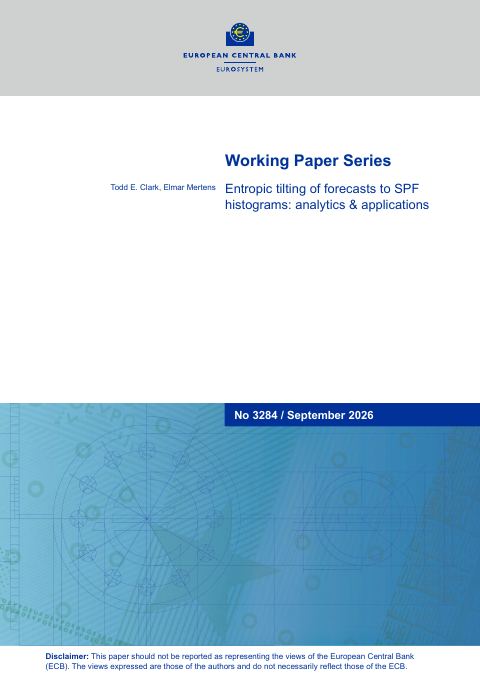 EUROPEAN CENTRAL BANK
EUROSYSTEM
Working Paper Series
Todd E. Clark, Elmar Mertens
Entropic tilting of forecasts to SPF
histograms: analytics & applications
No 3284 / September 2026
Disclaimer: This paper should not be reported as representing the views of the European Central Bank
(ECB). The views expressed are those of the authors and do not necessarily reflect those of the ECB.